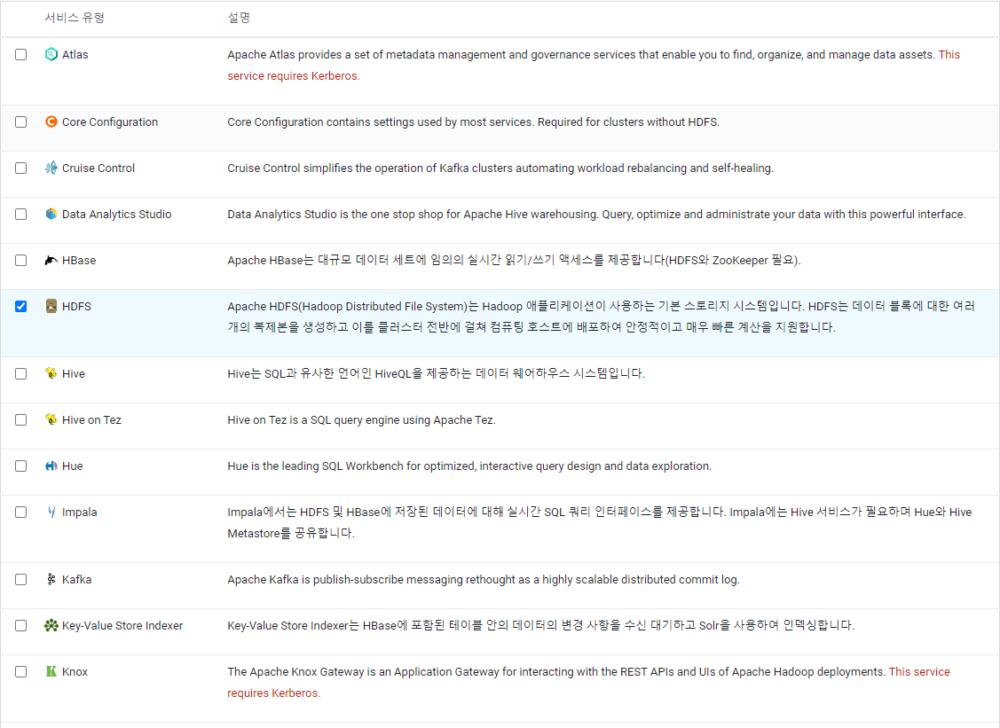 서비스 유형 설명
Atlas Apache Atlas provides a set of metadata management and governance services that enable you to find, organize, and manage data assets. This
service requires Kerberos.
Core Configuration Core Configuration contains settings used by most services. Required for clusters without HDFS.
Cruise Control Cruise Control simplifies the operation of Kafka clusters automating workload rebalancing and self-healing.
Data Analytics Studio Data Analytics Studio is the one stop shop for Apache Hive warehousing. Query, optimize and administrate your data with this powerful interface.
HBase Apache HBase는 대규모 데이터 세트에 임의의 실시간 읽기/쓰기 액세스를 제공합니다(HDFS와 ZooKeeper 필요).
HDFS Apache HDFS(Hadoop Distributed File System)는 Hadoop 애플리케이션이 사용하는 기본 스토리지 시스템입니다. HDFS는 데이터 블록에 대한 여러
개의 복제본을 생성하고 이를 클러스터 전반에 걸쳐 컴퓨팅 호스트에 배포하여 안정적이고 매우 빠른 계산을 지원합니다.
Hive Hive는 SQL과 유사한 언어인 HiveQL을 제공하는 데이터 웨어하우스 시스템입니다.
Hive on Tez Hive on Tez is a SQL query engine using Apache Tez.
Hue Hue is the leading SQL Workbench for optimized, interactive query design and data exploration.
Impala Impala에서는 HDFS 및 HBase에 저장된 데이터에 대해 실시간 SQL 쿼리 인터페이스를 제공합니다. Impala에는 Hive 서비스가 필요하며 Hue와 Hive
Metastore를 공유합니다.
Kafka Apache Kafka is publish-subscribe messaging rethought as a highly scalable distributed commit log.
Key-Value Store Indexer Key-Value Store Indexer는 HBase에 포함된 테이블 안의 데이터의 변경 사항을 수신 대기하고 Solr을 사용하여 인덱싱합니다.
Knox The Apache Knox Gateway is an Application Gateway for interacting with the REST APIs and UIs of Apache Hadoop deployments. This service
requires Kerberos.